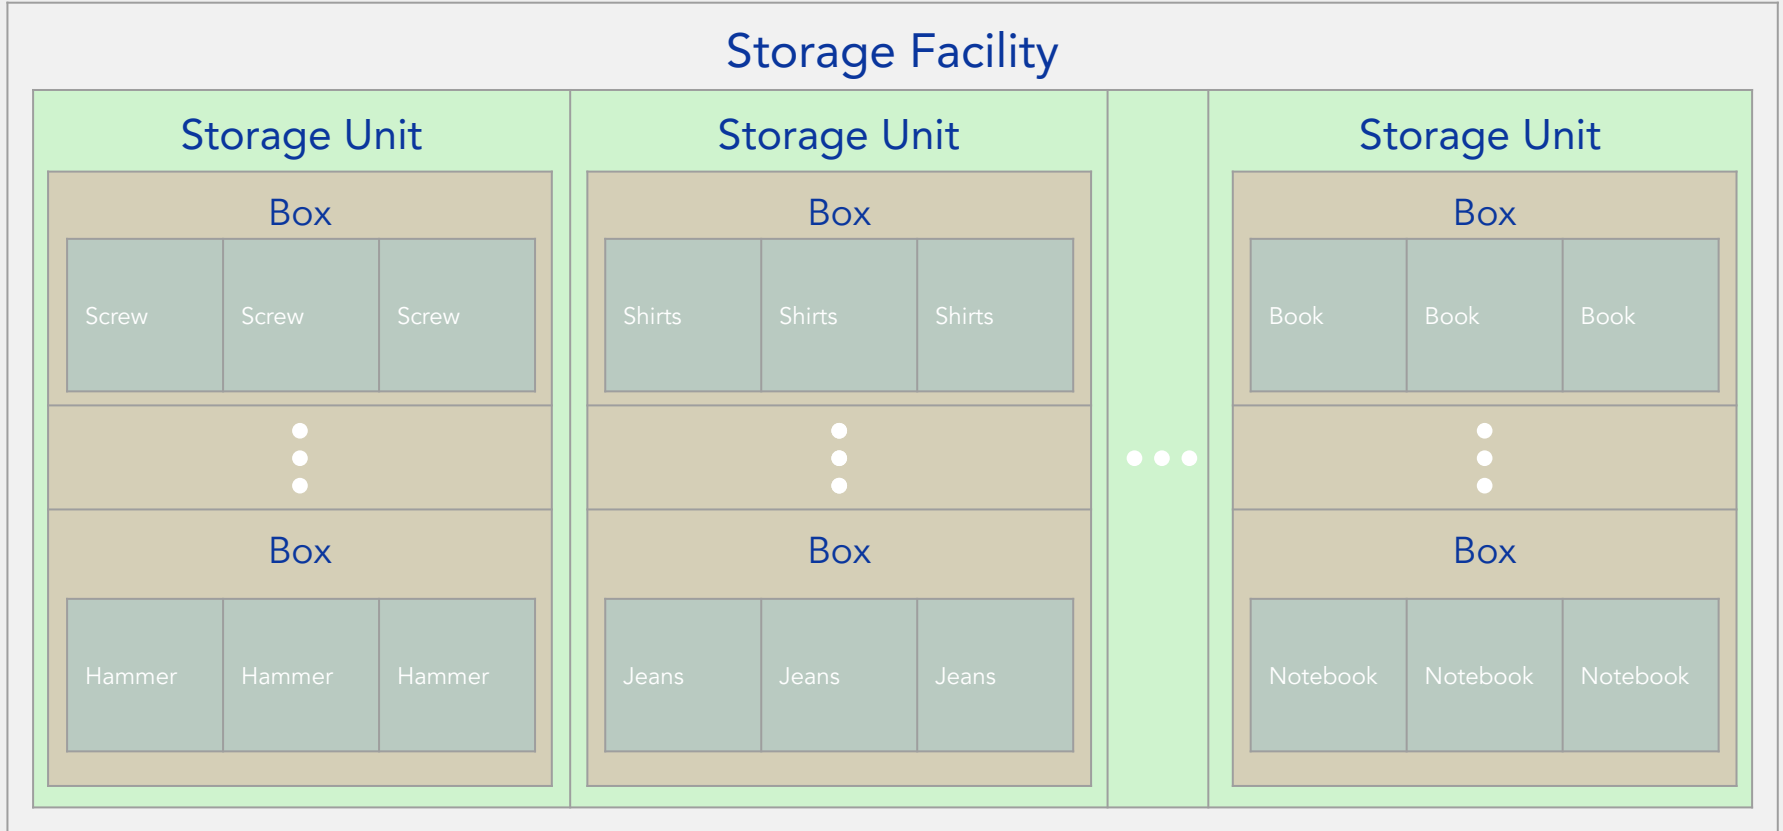 Storage Facility
Storage Unit Storage Unit Storage Unit
Box Box Box
Screw Screw Screw Shirts Shirts Shirts Book Book Book
Box Box Box
Hammer Hammer Hammer Jeans Jeans Jeans Notebook Notebook Notebook